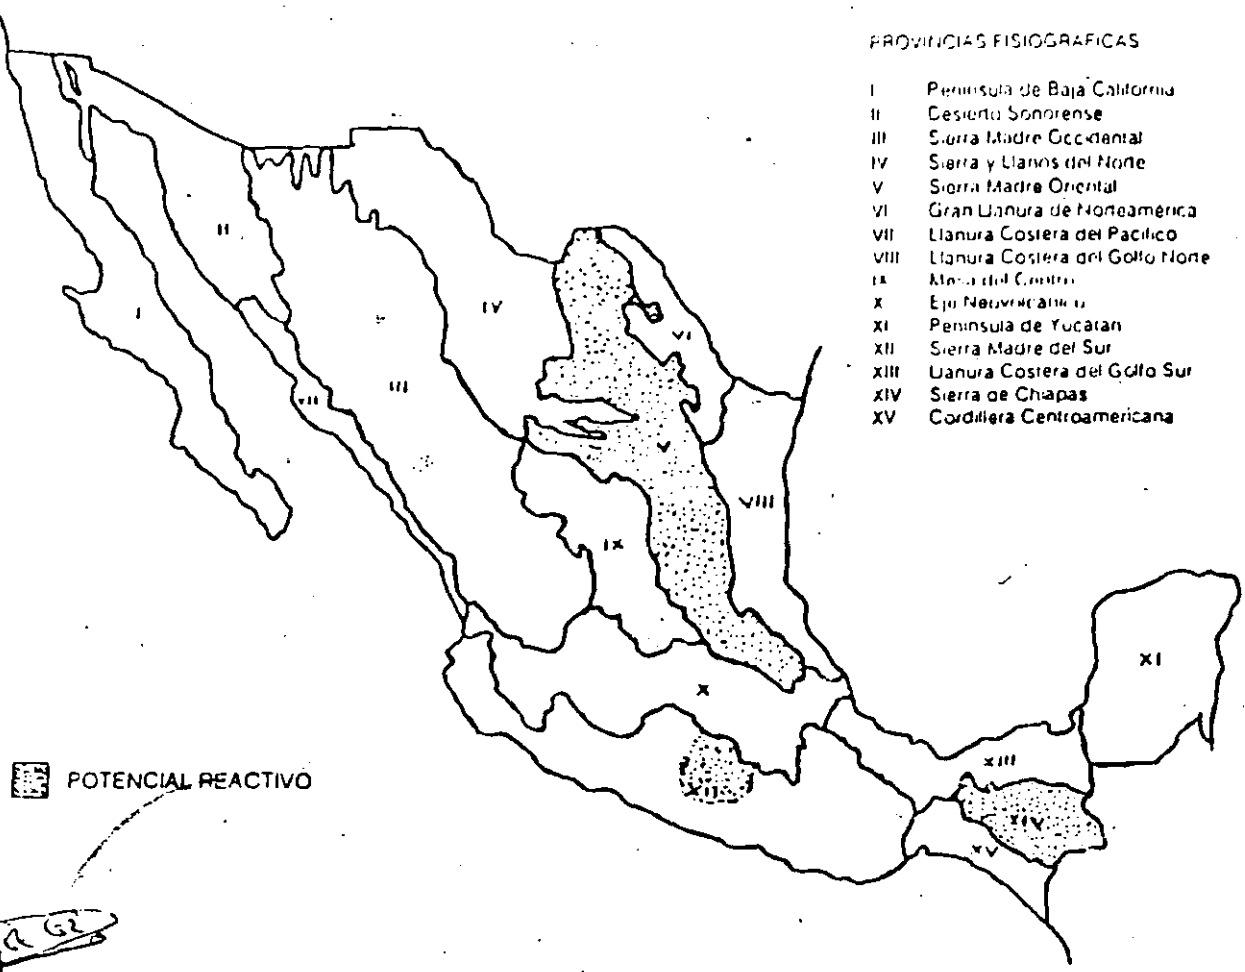 PROVINCIAS FISIOGRAFICAS
I Peninsula de Baja California
II Desierto Sonorense
III Sierra Madre Occidental
IV Sierra y Llanos del Norte
V Sierra Madre Oriental
VI Gran Llanura de Norteamérica
VII Llanura Costera del Pacífico
VIII Llanura Costera del Golfo Norte
IX Mesa del Centro
X Eje Neovolcánico
XI Peninsula de Yucatan
XII Sierra Madre del Sur
XIII Llanura Costera del Golfo Sur
XIV Sierra de Chiapas
XV Cordillera Centroamericana
II
I
IV
VI
III
VII
V
VIII
IX
XI
X
XIII
XII
XIV
XV
POTENCIAL REACTIVO